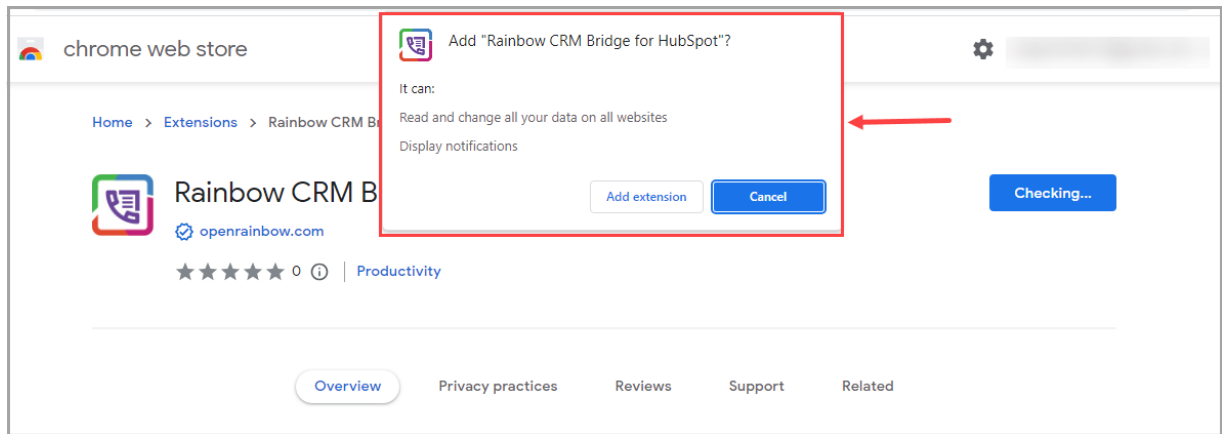 chrome web store
Add "Rainbow CRM Bridge for HubSpot"?
It can:
Read and change all your data on all websites
Display notifications
Add extension Cancel
Home > Extensions > Rainbow CRM B
Rainbow CRM B
Checking...
openrainbow.com
0 Productivity
Overview Privacy practices Reviews Support Related